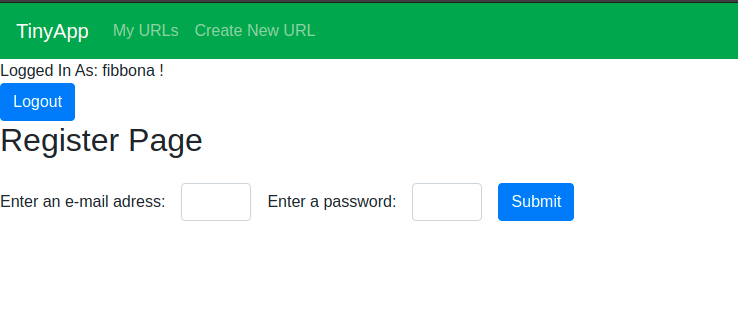 TinyApp My URLs Create New URL
Logged In As: fibbona !
Logout
Register Page
Enter an e-mail adress: Enter a password: Submit